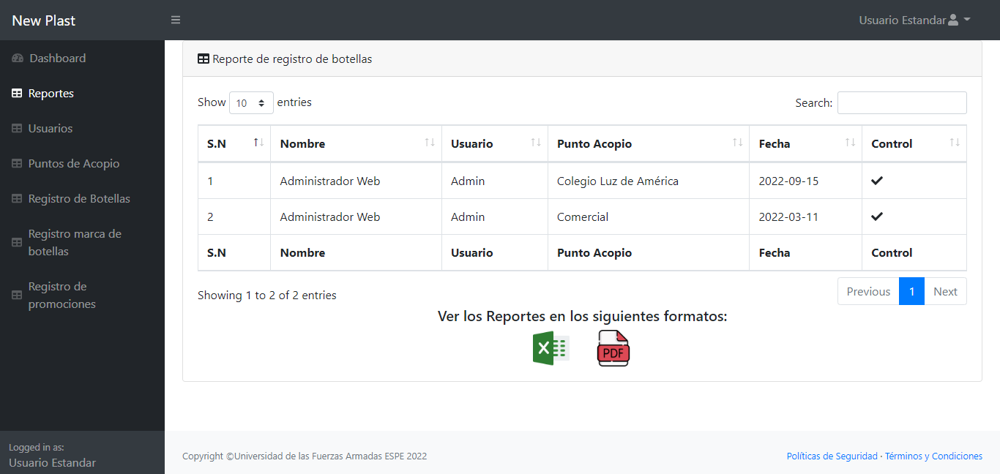 New Plast
Usuario Estandar
Dashboard
Reportes
Usuarios
Puntos de Acopio
Registro de Botellas
Registro marca de
botellas
Registro de
promociones
Logged in as:
Usuario Estandar
Reporte de registro de botellas
Show 10 entries
Search:
S.N Nombre Usuario Punto Acopio Fecha Control
1 Administrador Web Admin Colegio Luz de América 2022-09-15
2 Administrador Web Admin Comercial 2022-03-11
S.N Nombre Usuario Punto Acopio Fecha Control
Showing 1 to 2 of 2 entries
Previous 1 Next
Ver los Reportes en los siguientes formatos:
X PDF
Copyright ©Universidad de las Fuerzas Armadas ESPE 2022
Políticas de Seguridad · Términos y Condiciones